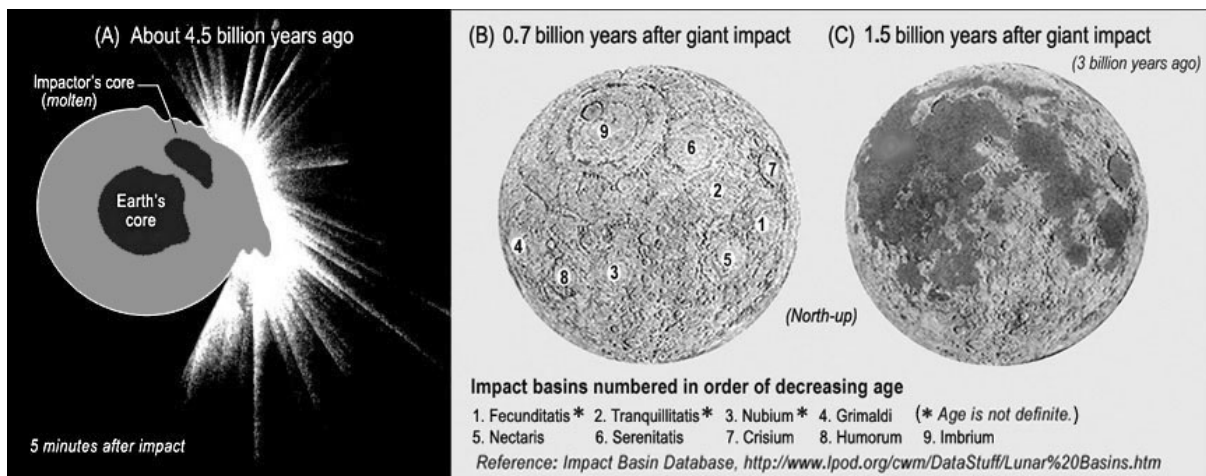 (A) About 4.5 billion years ago
Impactor's core
(molten)
Earth's
core
5 minutes after impact
(B) 0.7 billion years after giant impact
9
6
7
2
1
4
5
8
3
(North-up)
(C) 1.5 billion years after giant impact
(3 billion years ago)
Impact basins numbered in order of decreasing age
1. Fecunditatis* 2. Tranquillitatis* 3. Nubium* 4. Grimaldi (* Age is not definite.)
5. Nectaris 6. Serenitatis 7. Crisium 8. Humorum 9. Imbrium
Reference: Impact Basin Database, http://www.lpod.org/cwm/DataStuff/Lunar%20Basins.htm